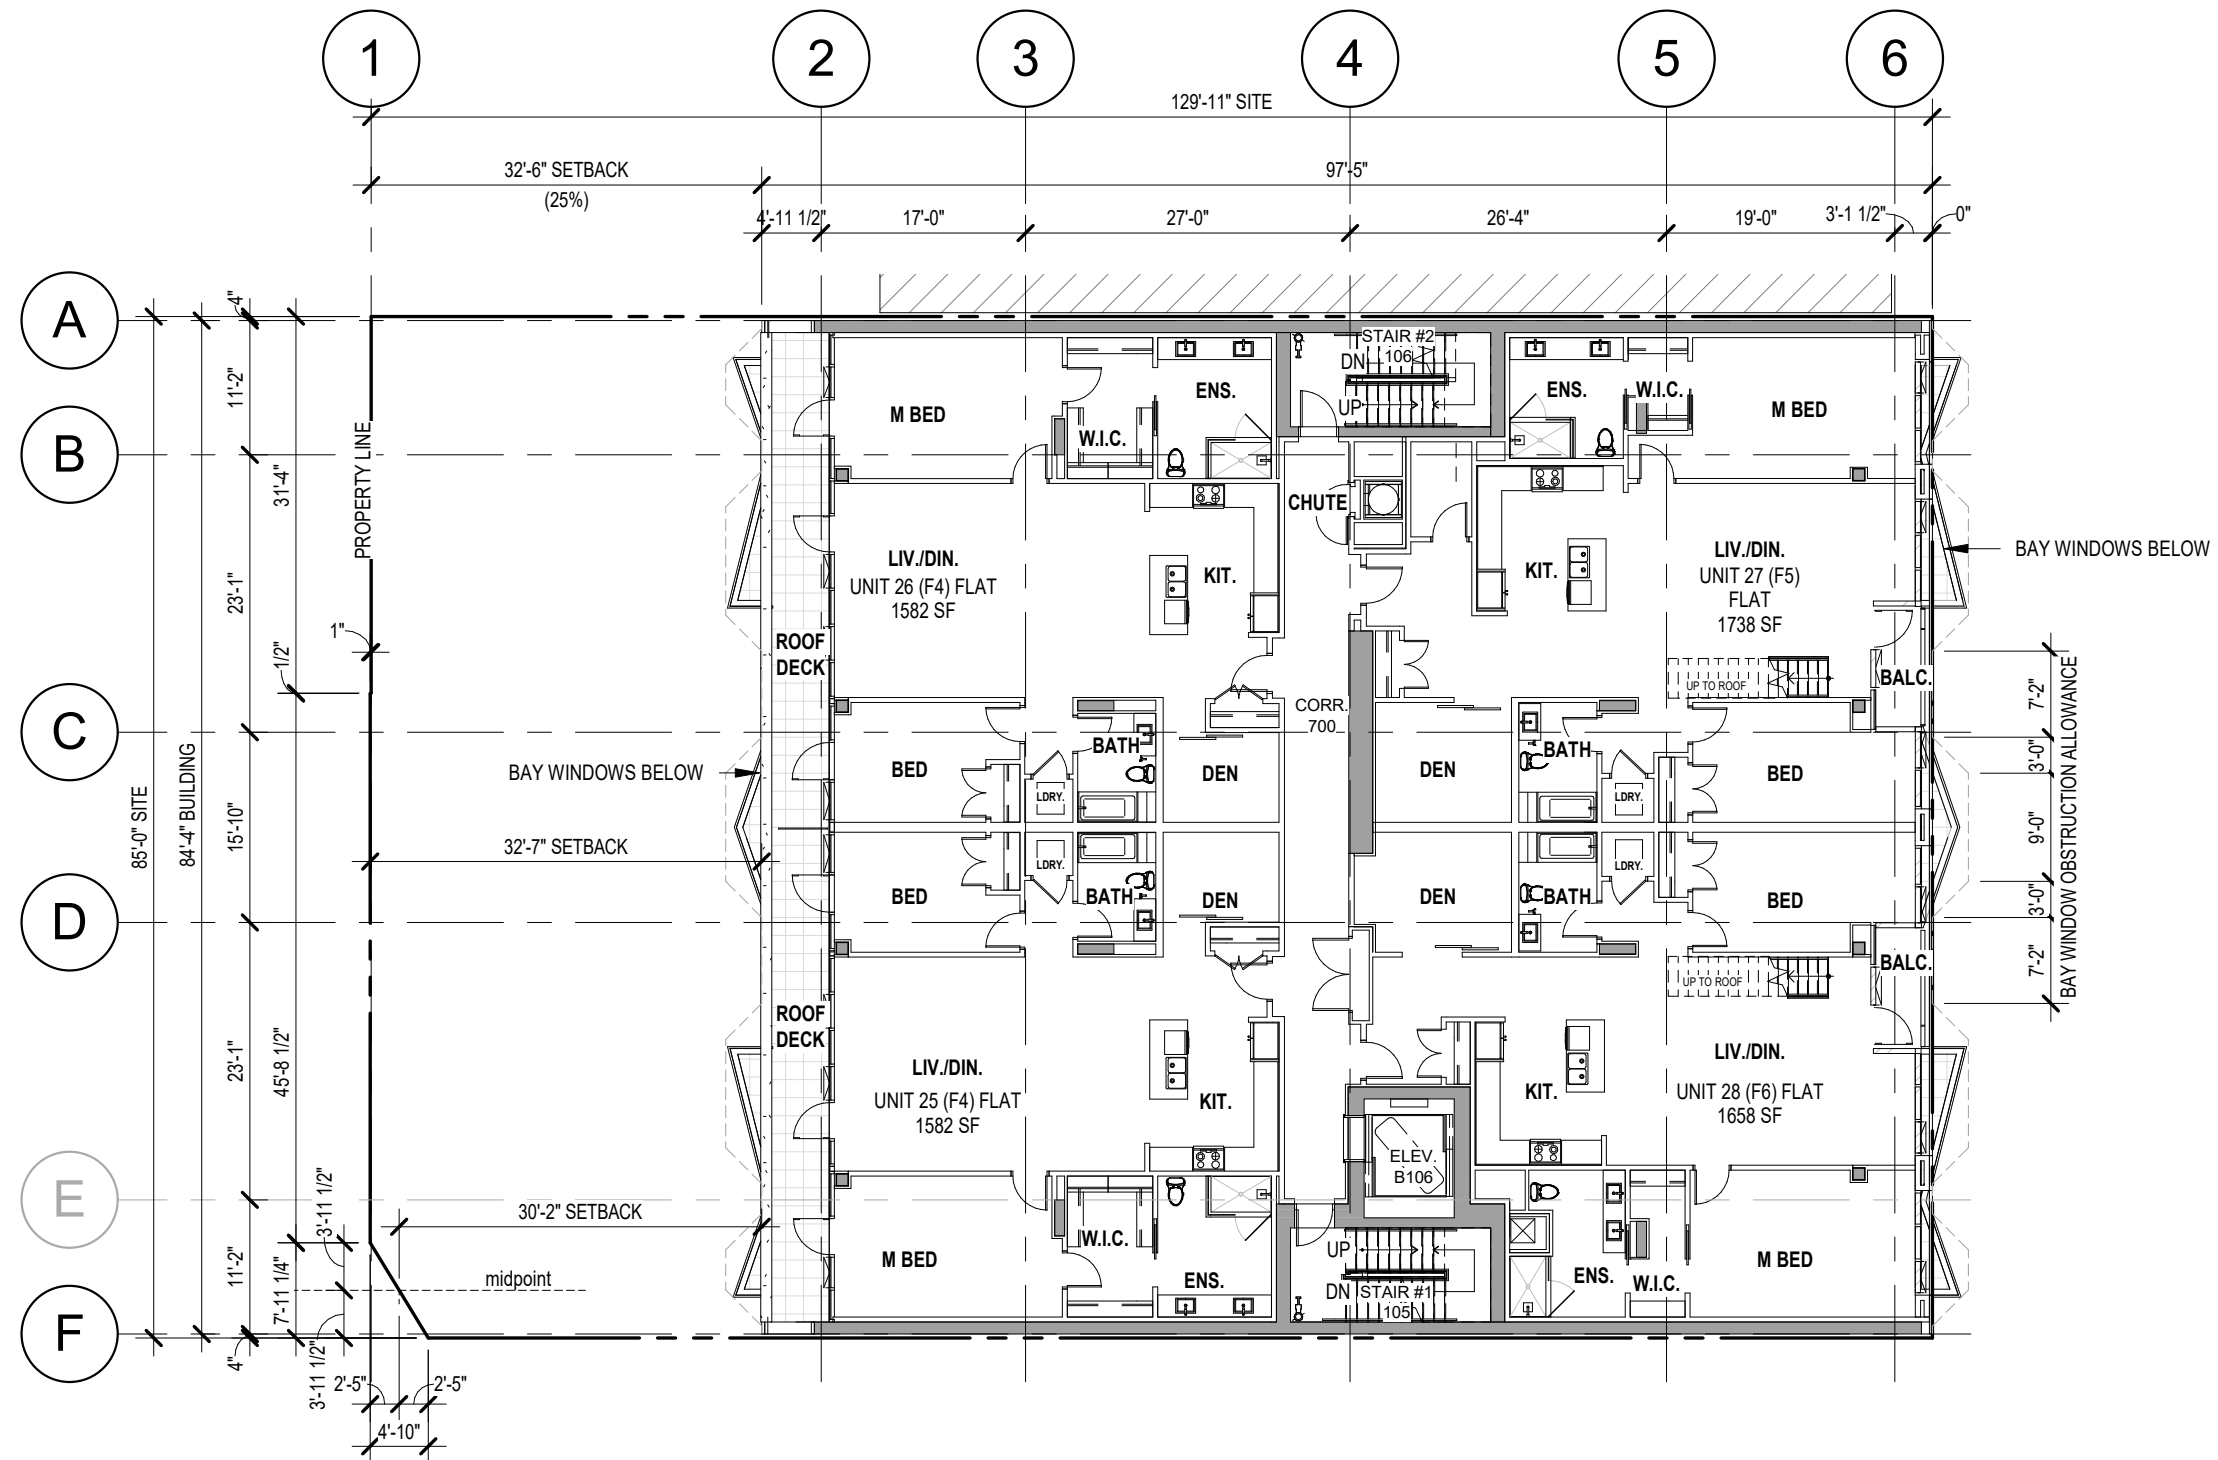 1
2
3
4
5
6
129'-11" SITE
32'-6" SETBACK
(25%)
97'-5"
4'-11 1/2"
17'-0"
27'-0"
26'-4"
19'-0"
3'-1 1/2"
0"
A
B
C
D
E
F
4"
11'-2"
23'-1"
15'-10"
23'-1"
11'-2"
4"
85'-0" SITE
84'-4" BUILDING
31'-4"
1/2"
45'-8 1/2"
7'-11 1/4"
3'-11 1/2"
3'-11 1/2"
1"
PROPERTY LINE
32'-7" SETBACK
30'-2" SETBACK
midpoint
2'-5"
2'-5"
4'-10"
BAY WINDOWS BELOW
ROOF
DECK
ROOF
DECK
M BED
W.I.C.
ENS.
STAIR #2
106
DN
UP
ENS.
W.I.C.
M BED
CHUTE
LIV./DIN.
UNIT 26 (F4) FLAT
1582 SF
KIT.
KIT.
LIV./DIN.
UNIT 27 (F5)
FLAT
1738 SF
BAY WINDOWS BELOW
UP TO ROOF
BALC.
CORR.
700
BED
BATH
LDRY.
DEN
DEN
BATH
LDRY.
BED
BED
LDRY.
BATH
DEN
DEN
BATH
LDRY.
BED
UP TO ROOF
BALC.
LIV./DIN.
UNIT 25 (F4) FLAT
1582 SF
KIT.
KIT.
LIV./DIN.
UNIT 28 (F6) FLAT
1658 SF
ELEV.
B106
M BED
W.I.C.
ENS.
UP
DN
STAIR #1
105
ENS.
W.I.C.
M BED
7'-2"
3'-0"
9'-0"
3'-0"
7'-2"
BAY WINDOW OBSTRUCTION ALLOWANCE